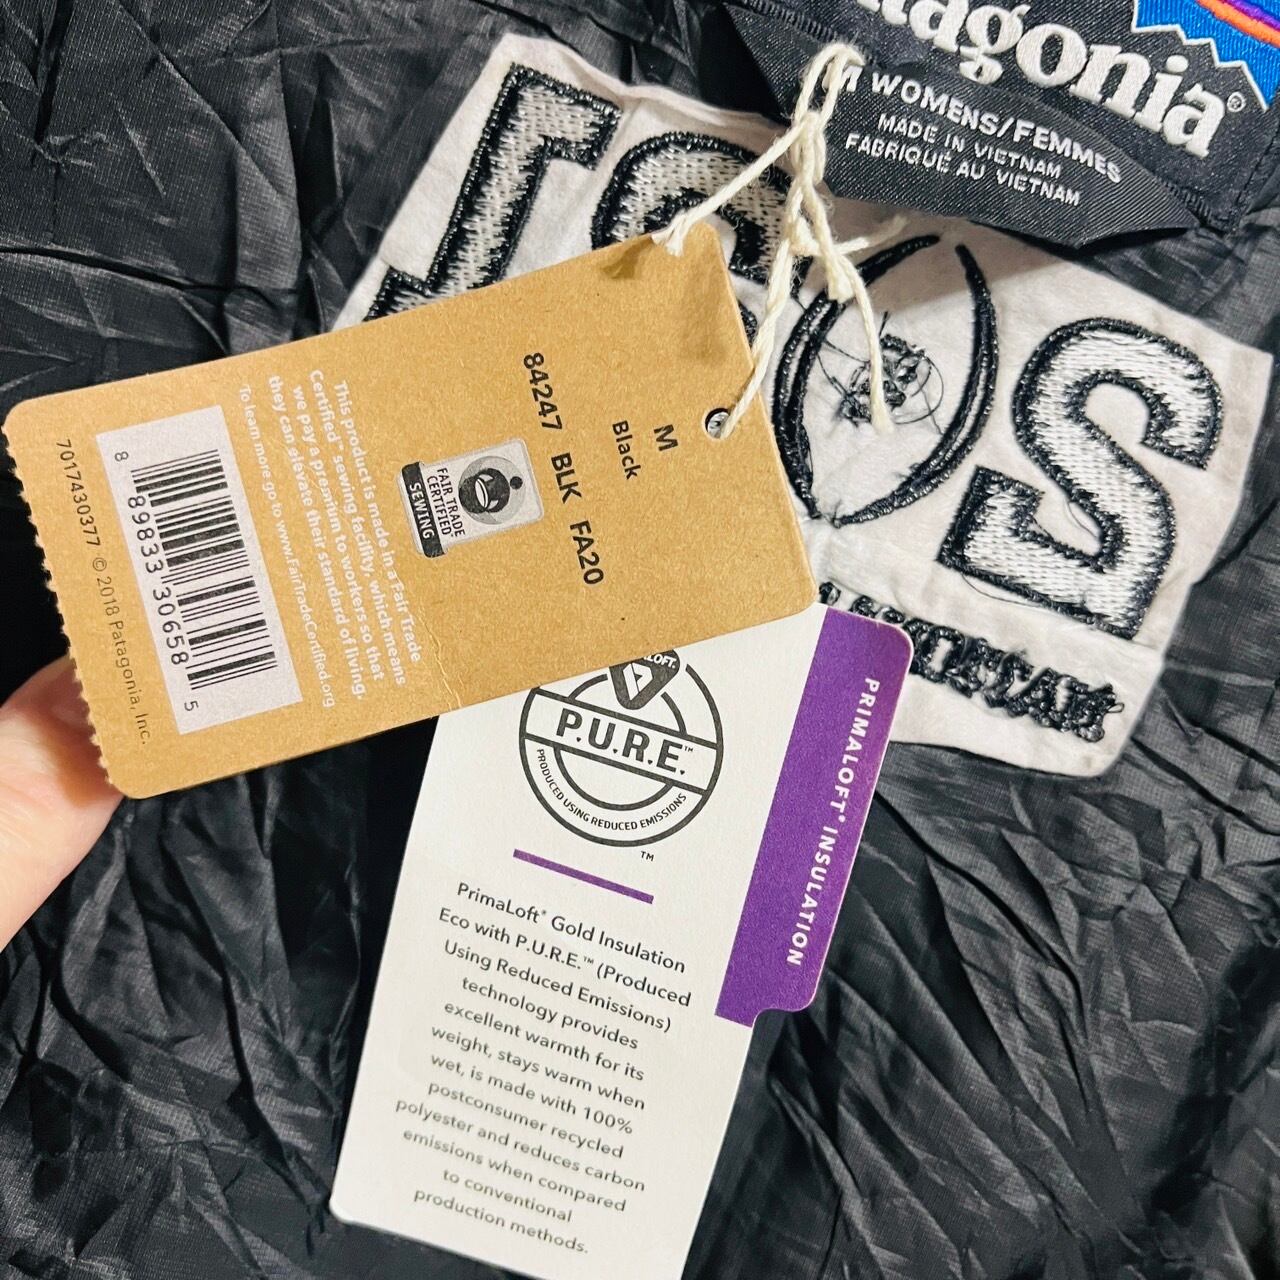 Patagonia®
M WOMENS/FEMMES
MADE IN VIETNAM
FABRIQUÉ AU VIETNAM
M
Black
84247 BLK FA20
FAIR TRADE
CERTIFIED
SEWING
This product is made in a Fair Trade
Certified™ sewing facility, which means
we pay a premium to workers so that
they can elevate their standard of living.
To learn more go to www.FairTradeCertified.org
8 89833 30658 5
701743037? © 2018 Patagonia, Inc.
P.U.R.E.™
PRODUCED USING REDUCED EMISSIONS
™
PRIMALOFT® INSULATION
PrimaLoft® Gold Insulation
Eco with P.U.R.E.™ (Produced
Using Reduced Emissions)
technology provides
excellent warmth for its
weight, stays warm when
wet, is made with 100%
postconsumer recycled
polyester and reduces carbon
emissions when compared
to conventional
production methods.